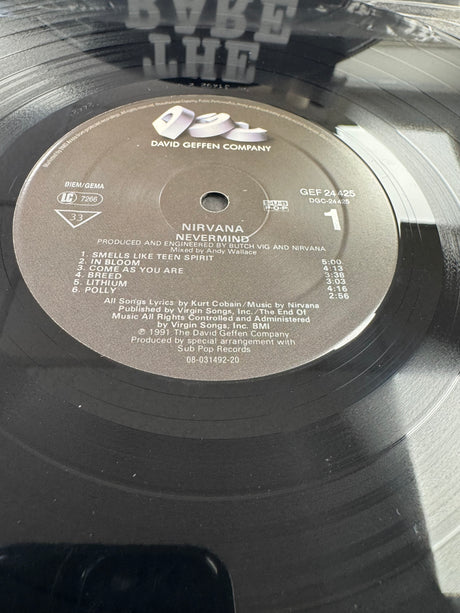 RARE
THE
DGC
DAVID GEFFEN COMPANY
BIEM/GEMA
LC 7266
33
GEF 24 425
DGC-24425
SUB POP
1
NIRVANA
NEVERMIND
PRODUCED AND ENGINEERED BY BUTCH VIG AND NIRVANA
Mixed by Andy Wallace
1. SMELLS LIKE TEEN SPIRIT 5:00
2. IN BLOOM 4:13
3. COME AS YOU ARE 3:38
4. BREED 3:03
5. LITHIUM 4:16
6. POLLY 2:56
All Songs Lyrics by Kurt Cobain/Music by Nirvana
Published by Virgin Songs, Inc./The End Of
Music All Rights Controlled and Administered
by Virgin Songs, Inc. BMI
℗ 1991 The David Geffen Company
Produced by special arrangement with
Sub Pop Records
08-031492-20